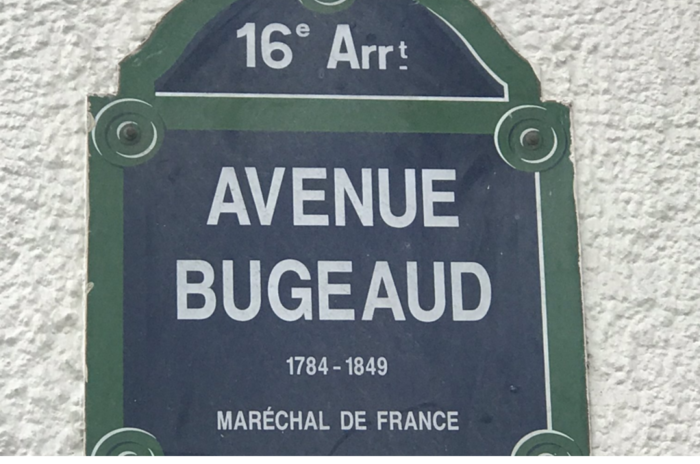 16e Arrt
AVENUE
BUGEAUD
1784-1849
MARÉCHAL DE FRANCE